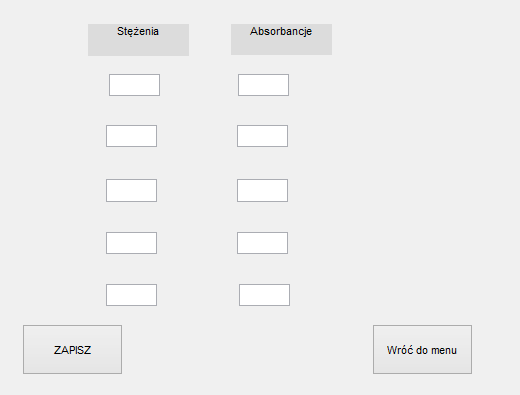 Stężenia
Absorbancje
ZAPISZ
Wróć do menu